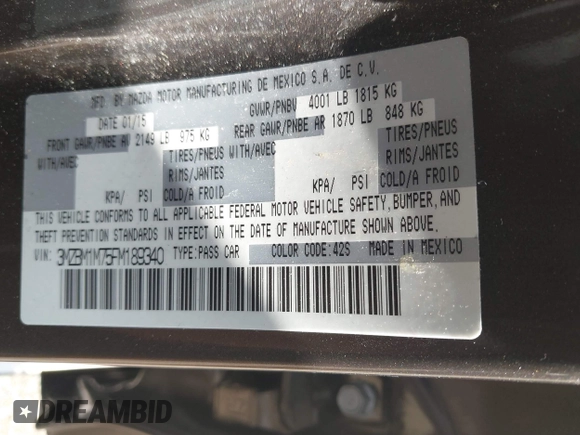 MFD. BY MAZDA MOTOR MANUFACTURING DE MEXICO S.A. DE C.V.
DATE 01/15 GVWR/PNBV 4001 LB 1815 KG
FRONT GAWR/PNBE AV 2149 LB 975 KG REAR GAWR/PNBE AR 1870 LB 848 KG
WITH/AVEC TIRES/PNEUS WITH/AVEC TIRES/PNEUS
RIMS/JANTES RIMS/JANTES
KPA/ PSI COLD/A FROID KPA/ PSI COLD/A FROID
THIS VEHICLE CONFORMS TO ALL APPLICABLE FEDERAL MOTOR VEHICLE SAFETY, BUMPER, AND
THEFT PREVENTION STANDARDS IN EFFECT ON THE DATE OF MANUFACTURE SHOWN ABOVE.
VIN: 3MZBM1M75FM189340 TYPE:PASS CAR COLOR CODE:42S MADE IN MEXICO
DREAMBID